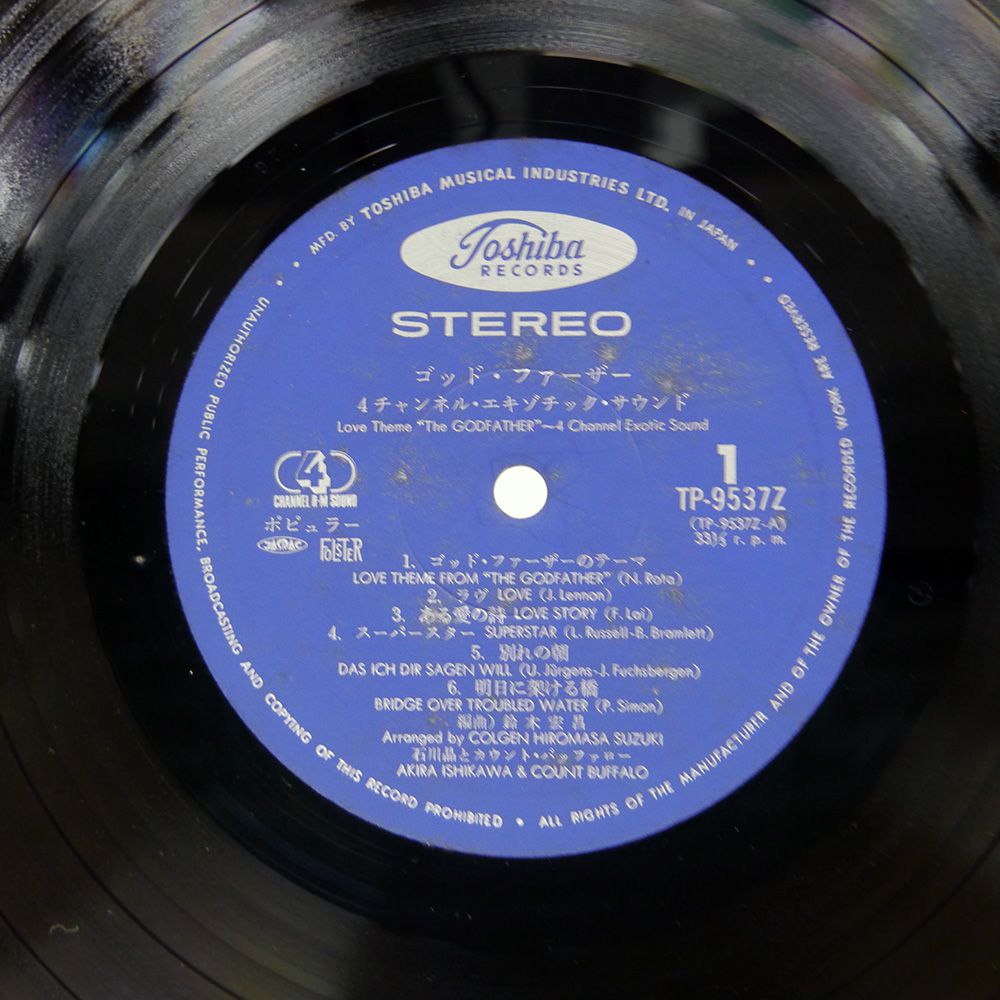 MFD. BY TOSHIBA MUSICAL INDUSTRIES LTD. IN JAPAN
Toshiba
RECORDS
STEREO
ゴッド・ファーザー
4チャンネル・エキゾチック・サウンド
Love Theme "The GODFATHER"~4 Channel Exotic Sound
4
CHANNEL R-M SOUND
ポピュラー
JASRAC
FOLSTER
1
TP-9537Z
(TP-9537Z-A)
33⅓ r. p. m.
1. ゴッド・ファーザーのテーマ
LOVE THEME FROM "THE GODFATHER" (N. Rota)
2. ラヴ LOVE (J. Lennon)
3. ある愛の詩 LOVE STORY (F. Lai)
4. スーパースター SUPERSTAR (L. Russell-B. Bramlett)
5. 別れの朝
DAS ICH DIR SAGEN WILL (U. Jürgens-J. Fuchsbergen)
6. 明日に架ける橋
BRIDGE OVER TROUBLED WATER (P. Simon)
編曲) 鈴木宏昌
Arranged by COLGEN HIROMASA SUZUKI
石川晶とカウント・バッファロー
AKIRA ISHIKAWA & COUNT BUFFALO
• UNAUTHORIZED PUBLIC PERFORMANCE, BROADCASTING AND COPYING OF THIS RECORD PROHIBITED • ALL RIGHTS OF THE MANUFACTURER AND OF THE OWNER OF THE RECORDED WORK ARE RESERVED •